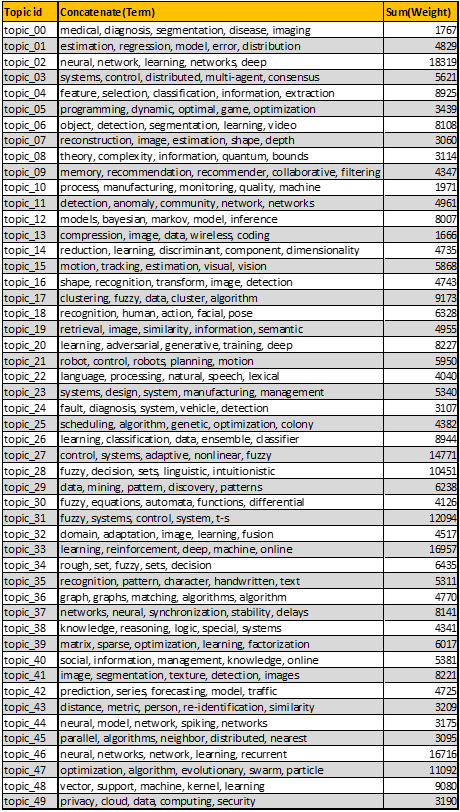 Topic id Concatenate(Term) Sum(Weight)
topic_00 medical, diagnosis, segmentation, disease, imaging 1767
topic_01 estimation, regression, model, error, distribution 4829
topic_02 neural, network, learning, networks, deep 18319
topic_03 systems, control, distributed, multi-agent, consensus 5621
topic_04 feature, selection, classification, information, extraction 8925
topic_05 programming, dynamic, optimal, game, optimization 3439
topic_06 object, detection, segmentation, learning, video 8108
topic_07 reconstruction, image, estimation, shape, depth 3060
topic_08 theory, complexity, information, quantum, bounds 3114
topic_09 memory, recommendation, recommender, collaborative, filtering 4347
topic_10 process, manufacturing, monitoring, quality, machine 1971
topic_11 detection, anomaly, community, network, networks 4961
topic_12 models, bayesian, markov, model, inference 8007
topic_13 compression, image, data, wireless, coding 1666
topic_14 reduction, learning, discriminant, component, dimensionality 4735
topic_15 motion, tracking, estimation, visual, vision 5868
topic_16 shape, recognition, transform, image, detection 4743
topic_17 clustering, fuzzy, data, cluster, algorithm 9173
topic_18 recognition, human, action, facial, pose 6328
topic_19 retrieval, image, similarity, information, semantic 4955
topic_20 learning, adversarial, generative, training, deep 8227
topic_21 robot, control, robots, planning, motion 5950
topic_22 language, processing, natural, speech, lexical 4040
topic_23 systems, design, system, manufacturing, management 5340
topic_24 fault, diagnosis, system, vehicle, detection 3107
topic_25 scheduling, algorithm, genetic, optimization, colony 4382
topic_26 learning, classification, data, ensemble, classifier 8944
topic_27 control, systems, adaptive, nonlinear, fuzzy 14771
topic_28 fuzzy, decision, sets, linguistic, intuitionistic 10451
topic_29 data, mining, pattern, discovery, patterns 6238
topic_30 fuzzy, equations, automata, functions, differential 4126
topic_31 fuzzy, systems, control, system, t-s 12094
topic_32 domain, adaptation, image, learning, fusion 4517
topic_33 learning, reinforcement, deep, machine, online 16957
topic_34 rough, set, fuzzy, sets, decision 6435
topic_35 recognition, pattern, character, handwritten, text 5311
topic_36 graph, graphs, matching, algorithms, algorithm 4770
topic_37 networks, neural, synchronization, stability, delays 8141
topic_38 knowledge, reasoning, logic, special, systems 4341
topic_39 matrix, sparse, optimization, learning, factorization 6017
topic_40 social, information, management, knowledge, online 5381
topic_41 image, segmentation, texture, detection, images 8221
topic_42 prediction, series, forecasting, model, traffic 4725
topic_43 distance, metric, person, re-identification, similarity 3209
topic_44 neural, model, network, spiking, networks 3175
topic_45 parallel, algorithms, neighbor, distributed, nearest 3095
topic_46 neural, networks, network, learning, recurrent 16716
topic_47 optimization, algorithm, evolutionary, swarm, particle 11092
topic_48 vector, support, machine, kernel, learning 9080
topic_49 privacy, cloud, data, computing, security 3190